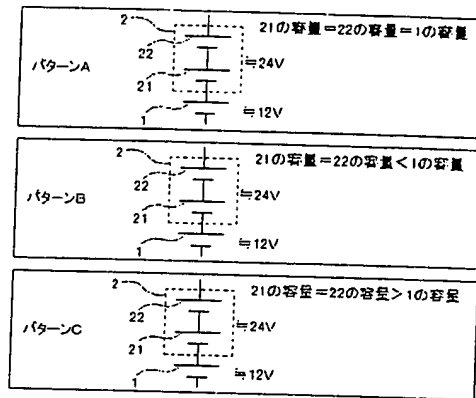 2
21の容量=22の容量=1の容量
22
パターンA
≒24V
21
1
≒12V
2
21の容量=22の容量<1の容量
22
パターンB
≒24V
21
1
≒12V
2
21の容量=22の容量>1の容量
22
パターンC
≒24V
21
1
≒12V